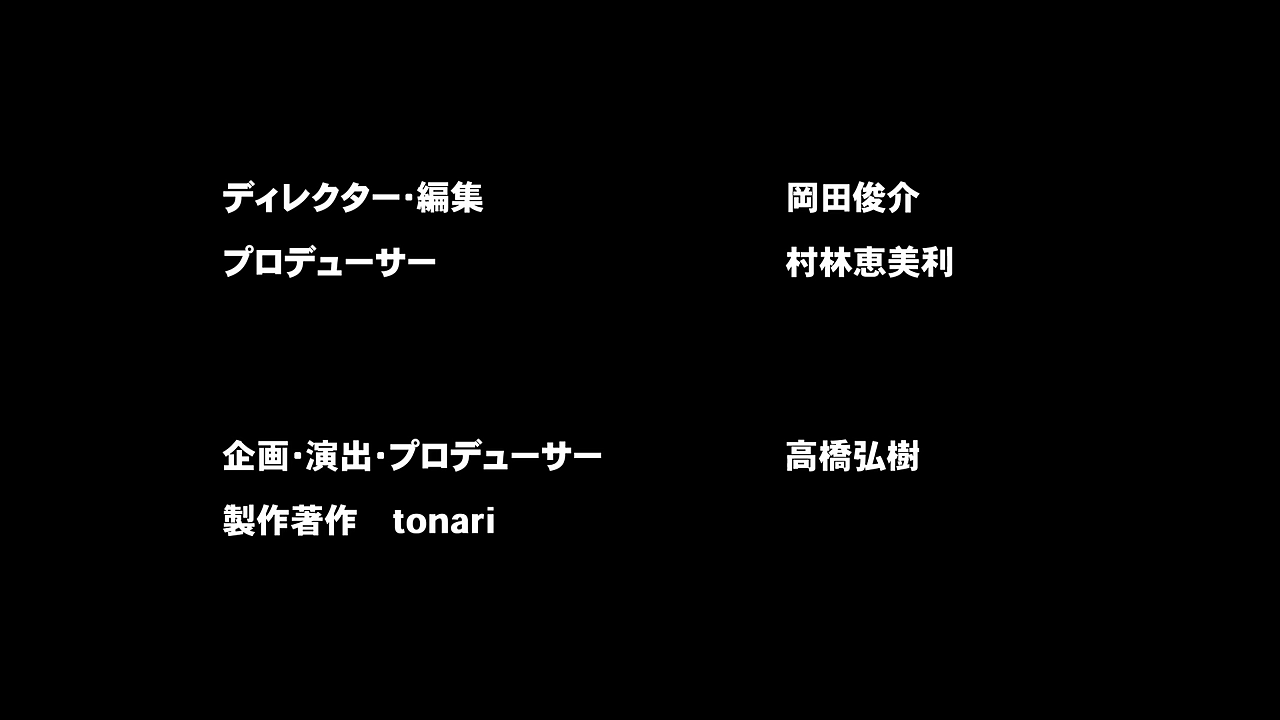 ディレクター・編集　岡田俊介
プロデューサー　村林恵美利
企画・演出・プロデューサー　高橋弘樹
製作著作　tonari